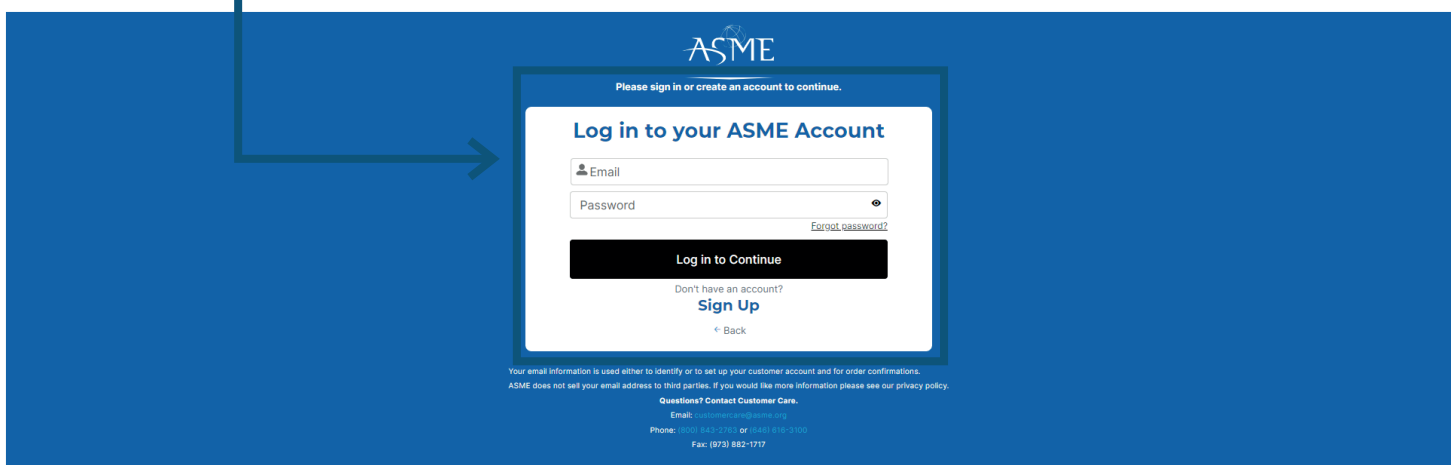 ASME
Please sign in or create an account to continue.
Log in to your ASME Account
Email
Password
Forgot password?
Log in to Continue
Don't have an account?
Sign Up
← Back
Your email information is used either to identify or to set up your customer account and for order confirmations.
ASME does not sell your email address to third parties. If you would like more information please see our privacy policy.
Questions? Contact Customer Care.
Email: customercare@asme.org
Phone: (800) 843-2763 or (646) 616-3100
Fax: (973) 882-1717